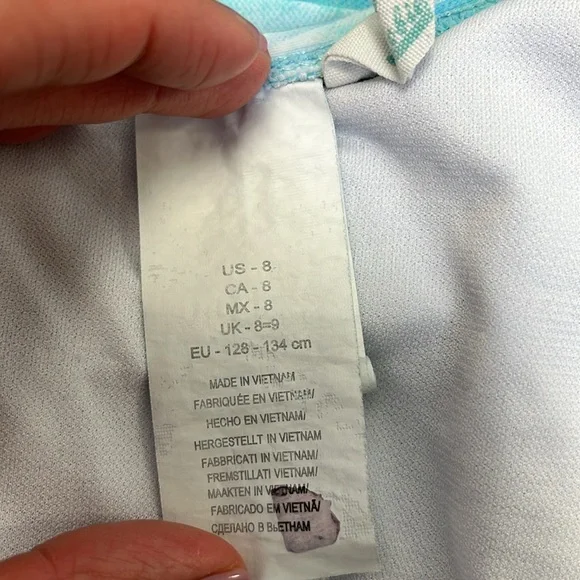 US - 8
CA - 8
MX - 8
UK - 8=9
EU - 128 - 134 cm
MADE IN VIETNAM
FABRIQUÉE EN VIETNAM/
HECHO EN VIETNAM/
HERGESTELLT IN VIETNAM
FABBRICATI IN VIETNAM/
FREMSTILLATI VIETNAM/
MAAKTEN IN VIETNAM/
FABRICADO EM VIETNÃ/
СДЕЛАНО В ВЬЕТНАМ